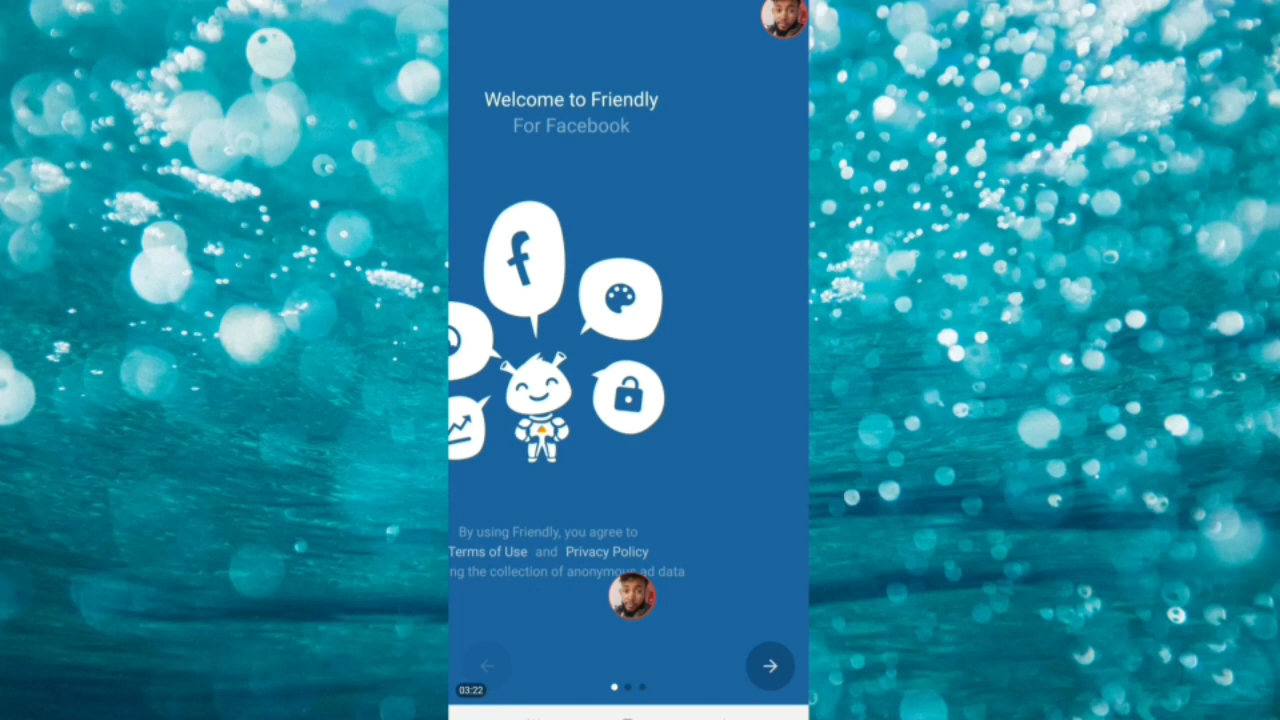 Welcome to Friendly
For Facebook
f
By using Friendly, you agree to
Terms of Use and Privacy Policy
ng the collection of anonymous ad data
03:22